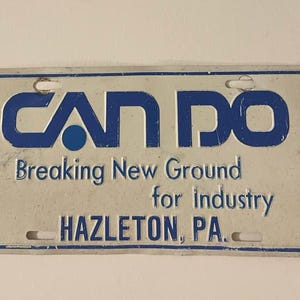 CAN DO
Breaking New Ground
for Industry
HAZLETON, PA.